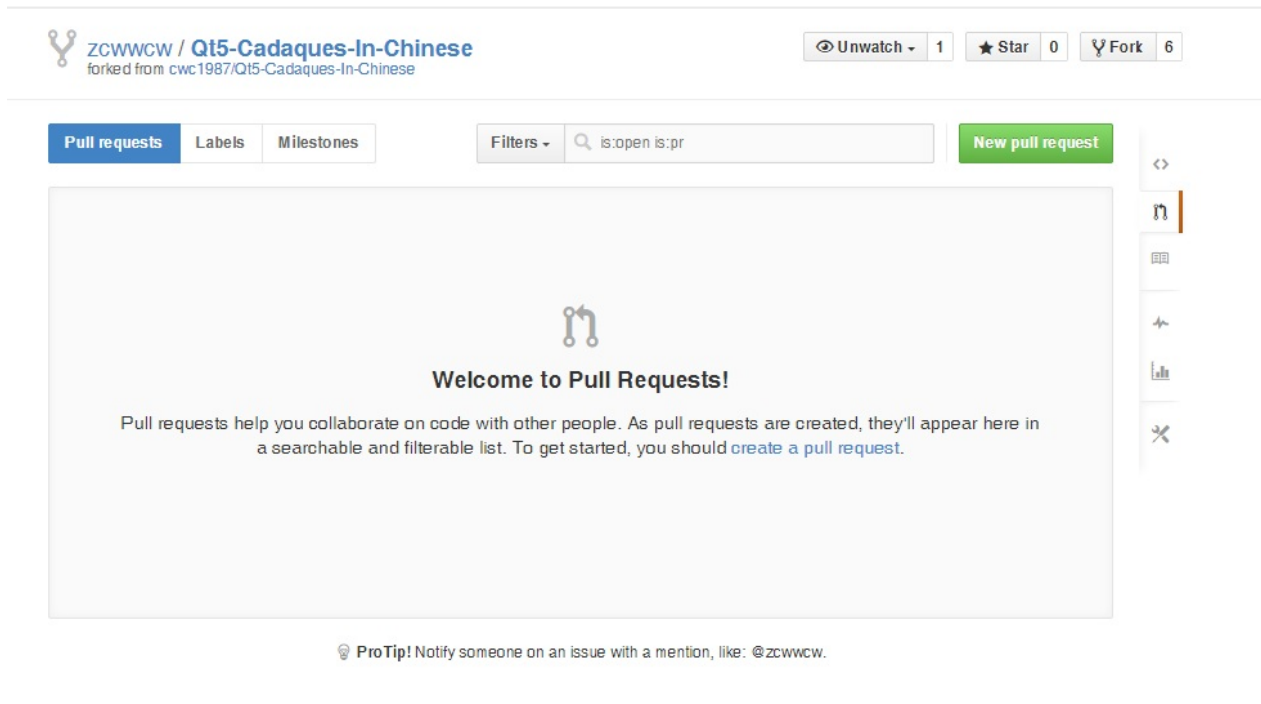 zcwwcw / Qt5-Cadaques-In-Chinese
forked from cwc1987/Qt5-Cadaques-In-Chinese
Unwatch 1 Star 0 Fork 6
Pull requests Labels Milestones Filters is:open is:pr New pull request
Welcome to Pull Requests!
Pull requests help you collaborate on code with other people. As pull requests are created, they'll appear here in
a searchable and filterable list. To get started, you should create a pull request.
ProTip! Notify someone on an issue with a mention, like: @zcwwcw.